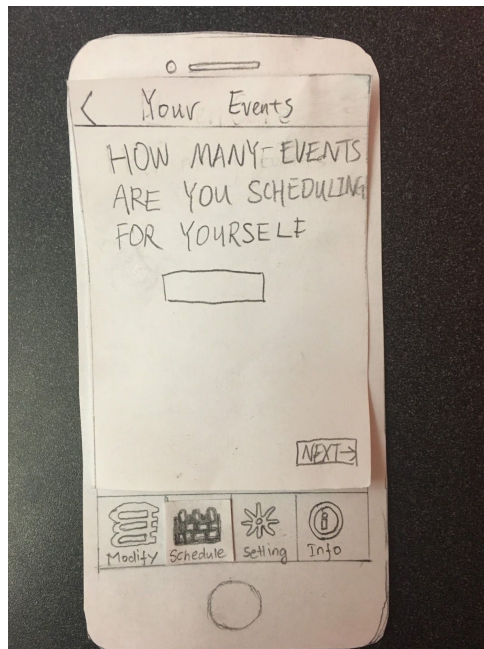 < Your Events
HOW MANY EVENTS
ARE YOU SCHEDULING
FOR YOURSELF
NEXT→
Modify Schedule Setting Info